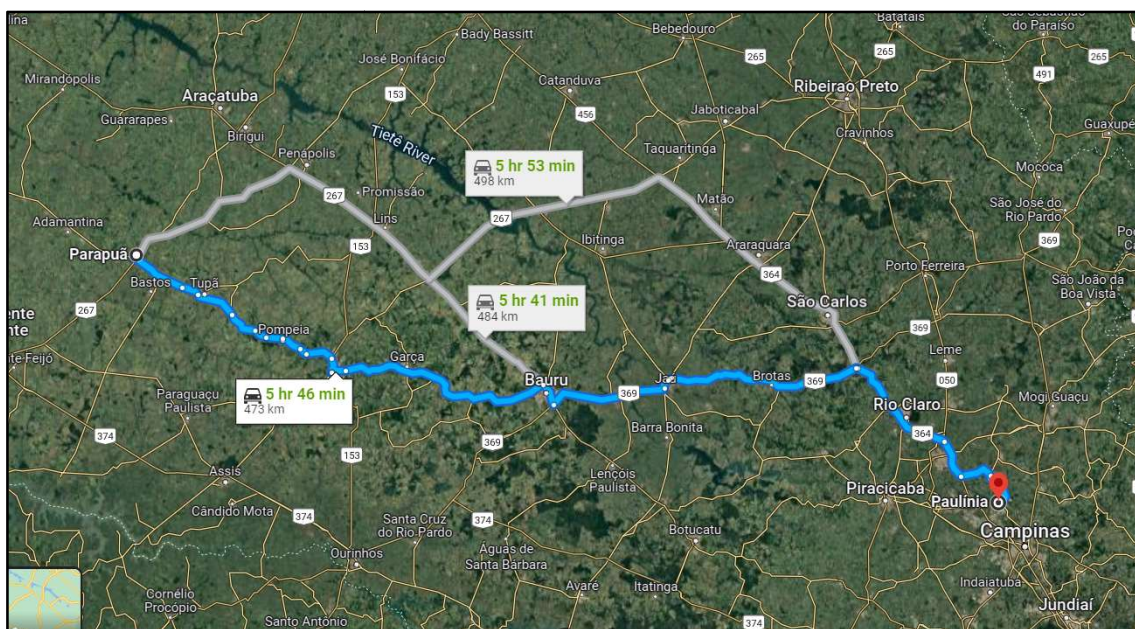 Batatais
São Sebastião
do Paraíso
Bady Bassitt
Bebedouro
265
265
265
491
José Bonifácio
Mirandópolis
153
Catanduva
Ribeirao Preto
Araçatuba
Guararapes
456
Jaboticabal
Guaxupé
Birigui
Cravinhos
Tietê River
Taquaritinga
Penápolis
5 hr 53 min
498 km
Mococa
267
Promissão
Matão
São José do
Rio Pardo
Adamantina
Lins
267
153
Ibitinga
Araraquara
369
Parapuã
364
Porto Ferreira
Bastos
Tupã
São João da
Boa Vista
267
5 hr 41 min
484 km
São Carlos
Pompeia
369
Leme
Garça
Bauru
Jaú
Brotas
369
050
5 hr 46 min
473 km
369
Paraguaçu
Paulista
Rio Claro
Mogi Guaçu
374
369
Barra Bonita
364
374
153
Assis
Lençóis
Paulista
Piracicaba
Paulínia
Cândido Mota
374
Santa Cruz
do Rio Pardo
374
Campinas
Botucatu
Ourinhos
Águas de
Santa Bárbara
Indaiatuba
Cornélio
Procópio
Avaré
Itatinga
Jundiaí
Santo Antônio
374